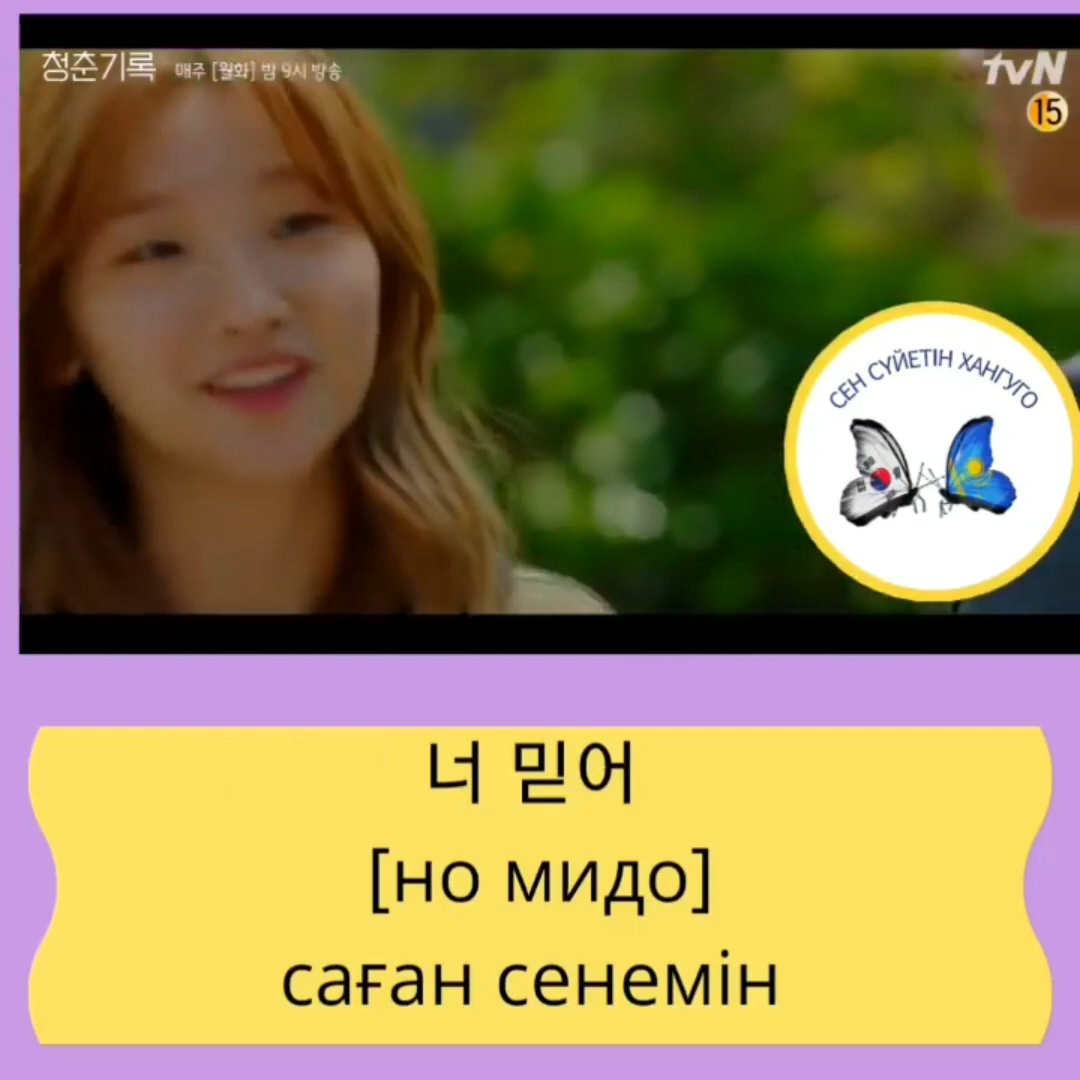 청춘기록 매주 [월화] 밤 9시 방송
tvN
15
СЕН СҮЙЕТІН ХАНГУГО
너 믿어
[но мидо]
саған сенемін